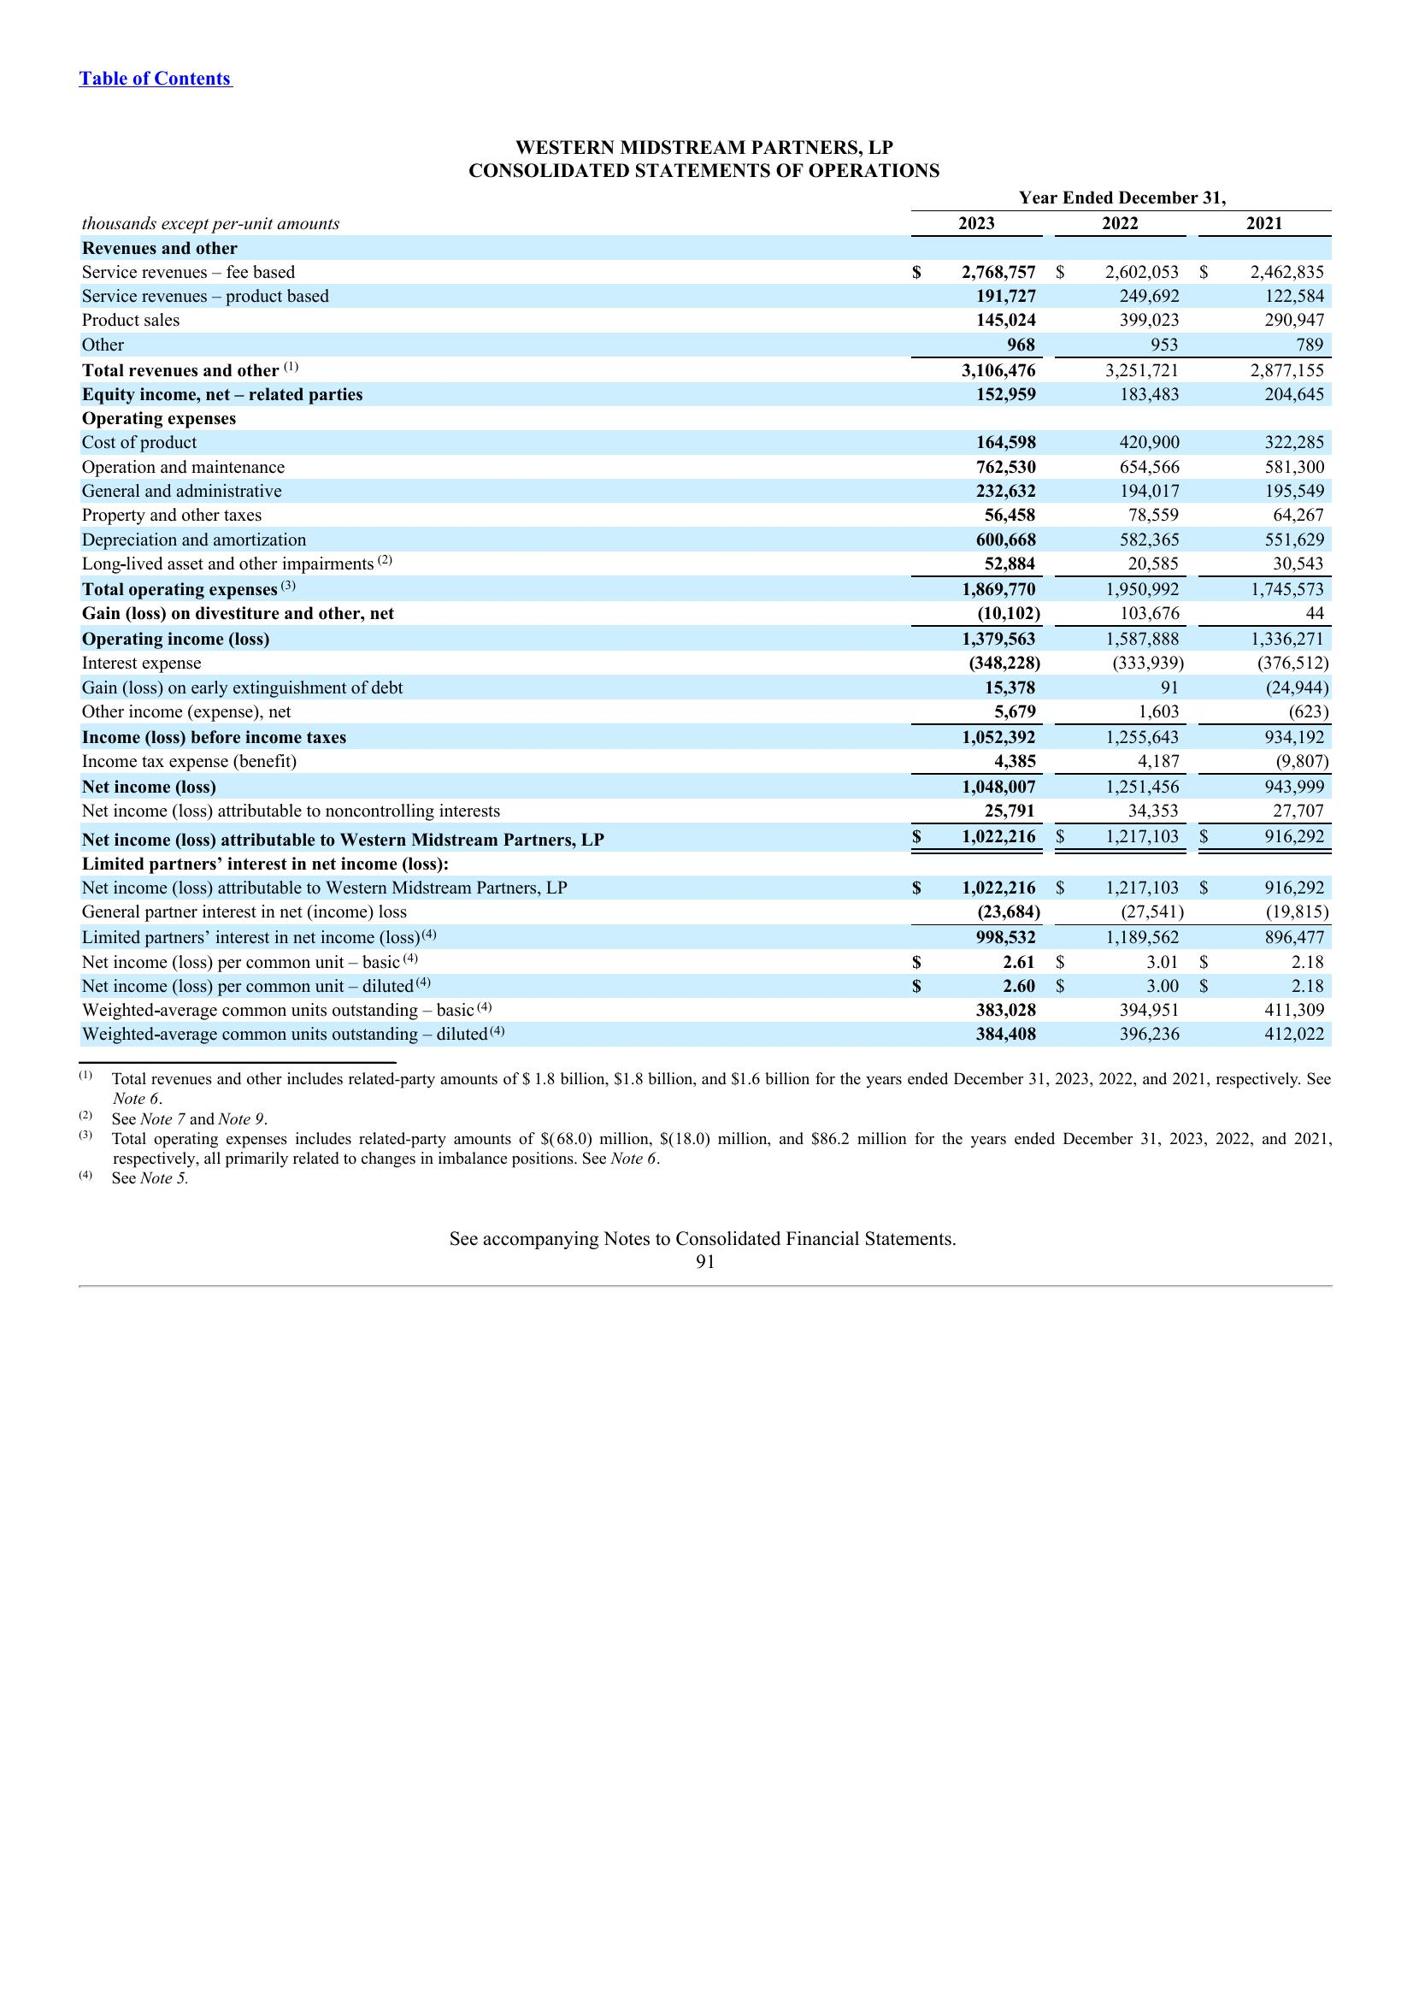 Table of Contents
WESTERN MIDSTREAM PARTNERS, LP
CONSOLIDATED STATEMENTS OF OPERATIONS
Year Ended December 31,
thousands except per-unit amounts 2023 2022 2021
Revenues and other
Service revenues – fee based $ 2,768,757 $ 2,602,053 $ 2,462,835
Service revenues – product based 191,727 249,692 122,584
Product sales 145,024 399,023 290,947
Other 968 953 789
Total revenues and other (1) 3,106,476 3,251,721 2,877,155
Equity income, net – related parties 152,959 183,483 204,645
Operating expenses
Cost of product 164,598 420,900 322,285
Operation and maintenance 762,530 654,566 581,300
General and administrative 232,632 194,017 195,549
Property and other taxes 56,458 78,559 64,267
Depreciation and amortization 600,668 582,365 551,629
Long-lived asset and other impairments (2) 52,884 20,585 30,543
Total operating expenses (3) 1,869,770 1,950,992 1,745,573
Gain (loss) on divestiture and other, net (10,102) 103,676 44
Operating income (loss) 1,379,563 1,587,888 1,336,271
Interest expense (348,228) (333,939) (376,512)
Gain (loss) on early extinguishment of debt 15,378 91 (24,944)
Other income (expense), net 5,679 1,603 (623)
Income (loss) before income taxes 1,052,392 1,255,643 934,192
Income tax expense (benefit) 4,385 4,187 (9,807)
Net income (loss) 1,048,007 1,251,456 943,999
Net income (loss) attributable to noncontrolling interests 25,791 34,353 27,707
Net income (loss) attributable to Western Midstream Partners, LP $ 1,022,216 $ 1,217,103 $ 916,292
Limited partners’ interest in net income (loss):
Net income (loss) attributable to Western Midstream Partners, LP $ 1,022,216 $ 1,217,103 $ 916,292
General partner interest in net (income) loss (23,684) (27,541) (19,815)
Limited partners’ interest in net income (loss) (4) 998,532 1,189,562 896,477
Net income (loss) per common unit – basic (4) $ 2.61 $ 3.01 $ 2.18
Net income (loss) per common unit – diluted (4) $ 2.60 $ 3.00 $ 2.18
Weighted-average common units outstanding – basic (4) 383,028 394,951 411,309
Weighted-average common units outstanding – diluted (4) 384,408 396,236 412,022
(1) Total revenues and other includes related-party amounts of $ 1.8 billion, $1.8 billion, and $1.6 billion for the years ended December 31, 2023, 2022, and 2021, respectively. See
Note 6.
(2) See Note 7 and Note 9.
(3) Total operating expenses includes related-party amounts of $(68.0) million, $(18.0) million, and $86.2 million for the years ended December 31, 2023, 2022, and 2021,
respectively, all primarily related to changes in imbalance positions. See Note 6.
(4) See Note 5.
See accompanying Notes to Consolidated Financial Statements.
91